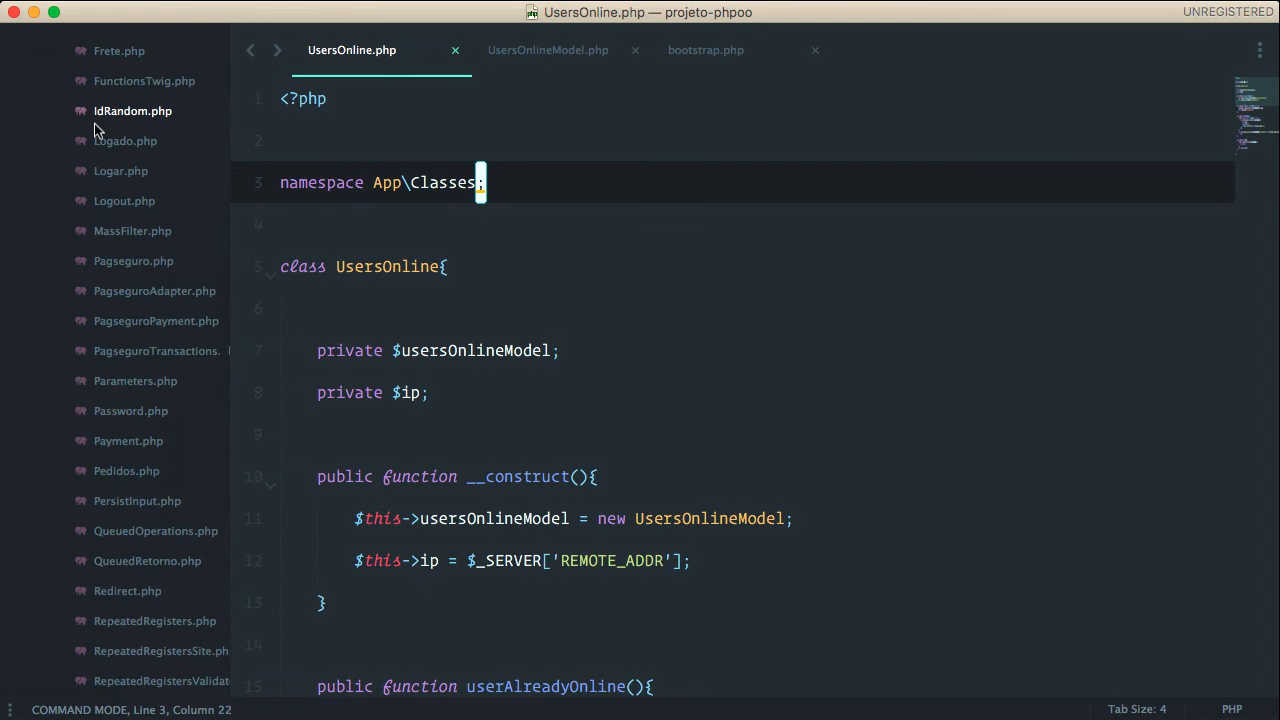 UsersOnline.php — projeto-phpoo
UNREGISTERED
Frete.php
FunctionsTwig.php
IdRandom.php
Logado.php
Logar.php
Logout.php
MassFilter.php
Pagseguro.php
PagseguroAdapter.php
PagseguroPayment.php
PagseguroTransactions.
Parameters.php
Password.php
Payment.php
Pedidos.php
PersistInput.php
QueuedOperations.php
QueuedRetorno.php
Redirect.php
RepeatedRegisters.php
RepeatedRegistersSite.ph
RepeatedRegistersValidat
UsersOnline.php
UsersOnlineModel.php
bootstrap.php
1 <?php
2
3 namespace App\Classes;
4
5 class UsersOnline{
6
7 private $usersOnlineModel;
8 private $ip;
9
10 public function __construct(){
11 $this->usersOnlineModel = new UsersOnlineModel;
12 $this->ip = $_SERVER['REMOTE_ADDR'];
13 }
14
15 public function userAlreadyOnline(){
COMMAND MODE, Line 3, Column 22
Tab Size: 4
PHP